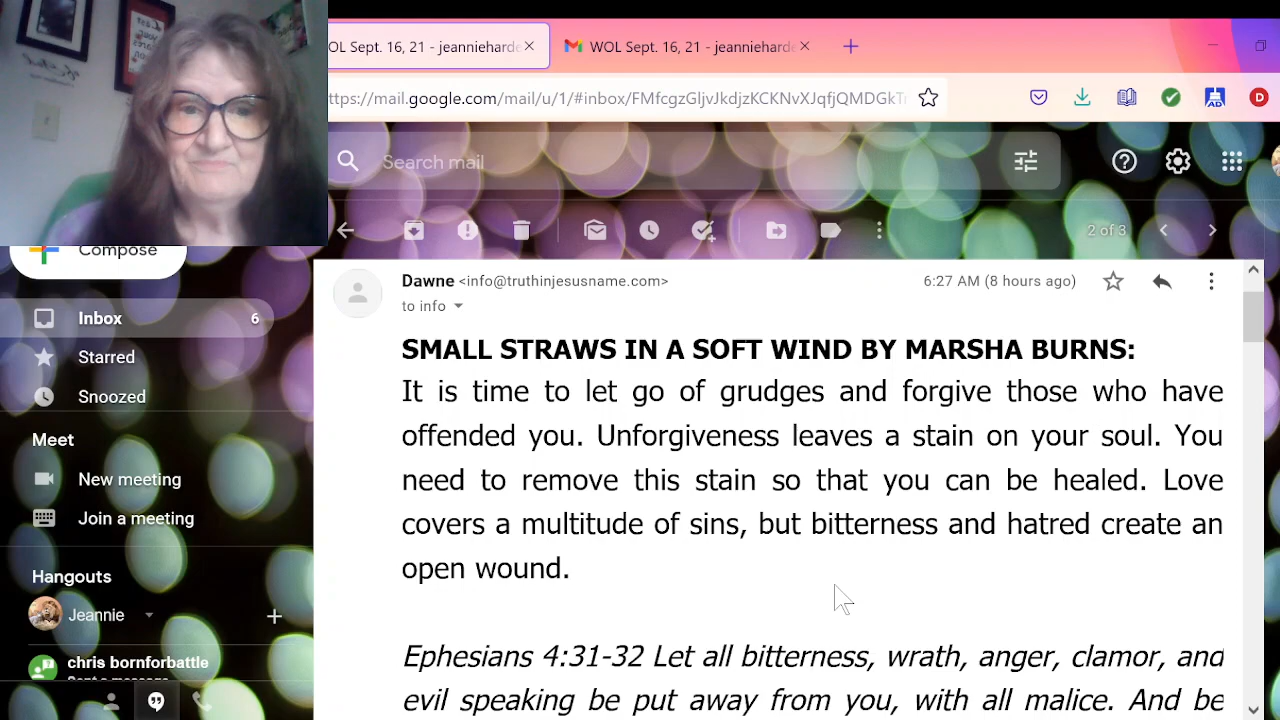 OL Sept. 16, 21 - jeannieharde
WOL Sept. 16, 21 - jeannieharde
ttps://mail.google.com/mail/u/1/#inbox/FMfcgzGljvJkdjzKCKNvXJqfjQMDGkT
AD
D
Search mail
Compose
2 of 3
Dawne <info@truthinjesusname.com>
6:27 AM (8 hours ago)
to info
Inbox 6
Starred
Snoozed
Meet
New meeting
Join a meeting
Hangouts
Jeannie
chris bornforbattle
Sent a message
SMALL STRAWS IN A SOFT WIND BY MARSHA BURNS:
It is time to let go of grudges and forgive those who have
offended you. Unforgiveness leaves a stain on your soul. You
need to remove this stain so that you can be healed. Love
covers a multitude of sins, but bitterness and hatred create an
open wound.
Ephesians 4:31-32 Let all bitterness, wrath, anger, clamor, and
evil speaking be put away from you, with all malice. And be